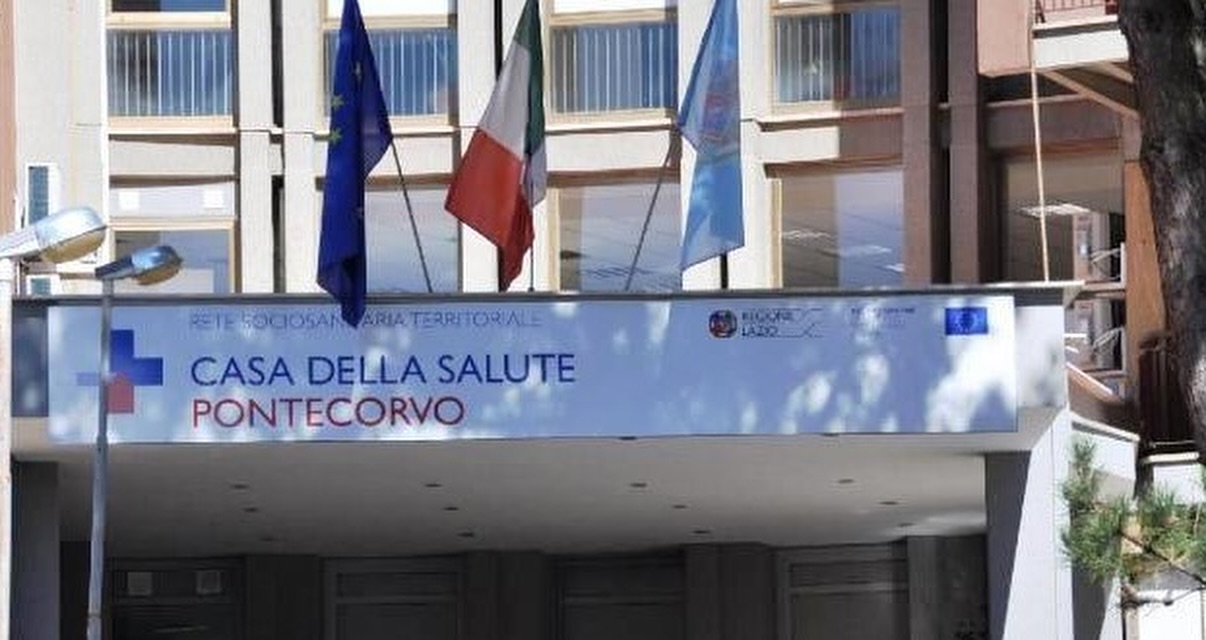 RETE SOCIOSANITARIA TERRITORIALE
CASA DELLA SALUTE
PONTECORVO
REGIONE
LAZIO